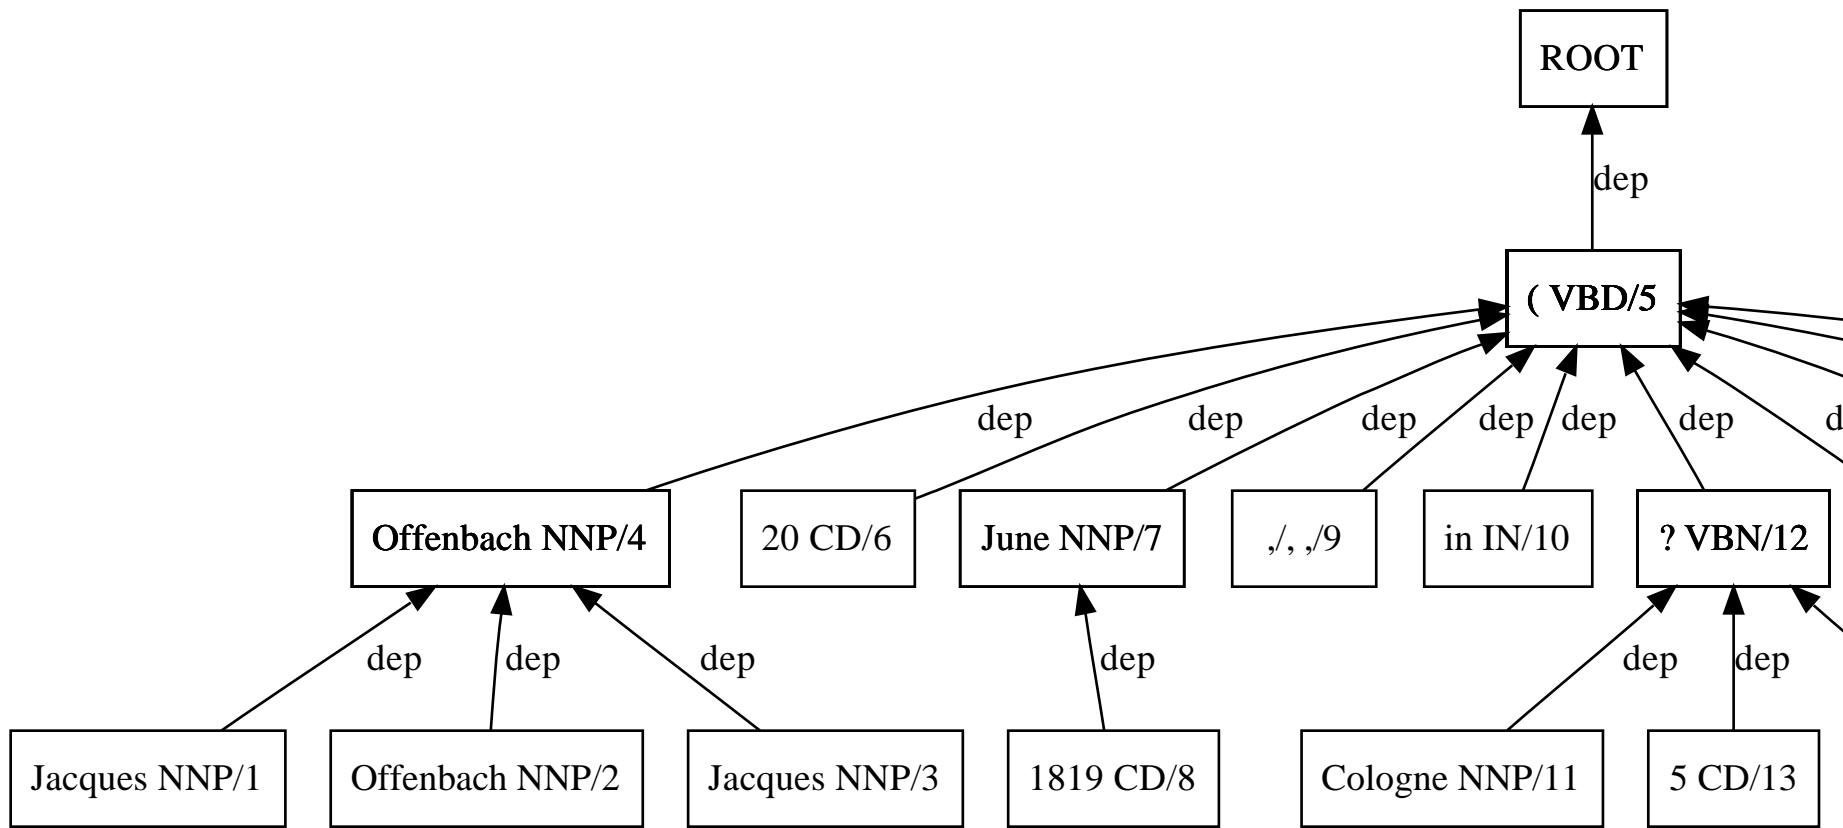 ROOT
dep
( VBD/5
dep dep dep dep dep dep d
Offenbach NNP/4 20 CD/6 June NNP/7 ,/, ,/9 in IN/10 ? VBN/12
dep dep dep dep dep dep
Jacques NNP/1 Offenbach NNP/2 Jacques NNP/3 1819 CD/8 Cologne NNP/11 5 CD/13